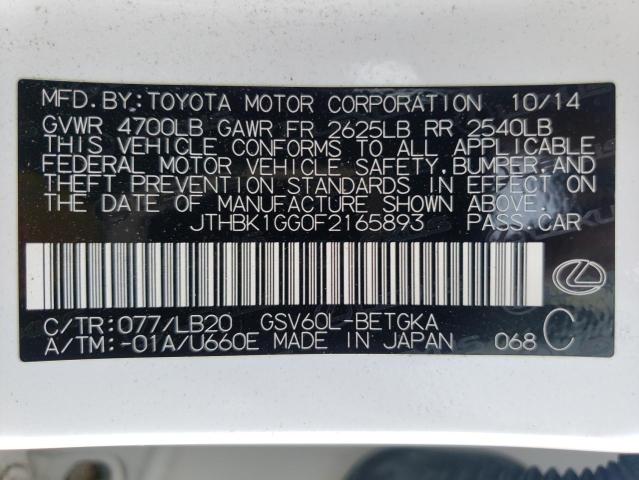 MFD. BY: TOYOTA MOTOR CORPORATION 10/14
GVWR 4700LB GAWR FR 2625LB RR 2540LB
THIS VEHICLE CONFORMS TO ALL APPLICABLE
FEDERAL MOTOR VEHICLE SAFETY, BUMPER, AND
THEFT PREVENTION STANDARDS IN EFFECT ON
THE DATE OF MANUFACTURE SHOWN ABOVE.
JTHBK1GG0F2165893 PASS. CAR
C/TR: 077/LB20 GSV60L-BETGKA
A/TM: -01A/U660E MADE IN JAPAN 068 C